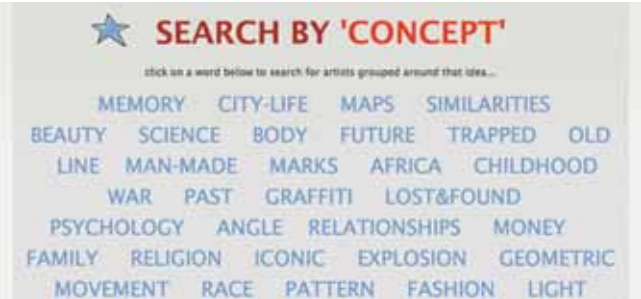 SEARCH BY 'CONCEPT'
click on a word below to search for artists grouped around that idea...
MEMORY CITY-LIFE MAPS SIMILARITIES
BEAUTY SCIENCE BODY FUTURE TRAPPED OLD
LINE MAN-MADE MARKS AFRICA CHILDHOOD
WAR PAST GRAFFITI LOST&FOUND
PSYCHOLOGY ANGLE RELATIONSHIPS MONEY
FAMILY RELIGION ICONIC EXPLOSION GEOMETRIC
MOVEMENT RACE PATTERN FASHION LIGHT